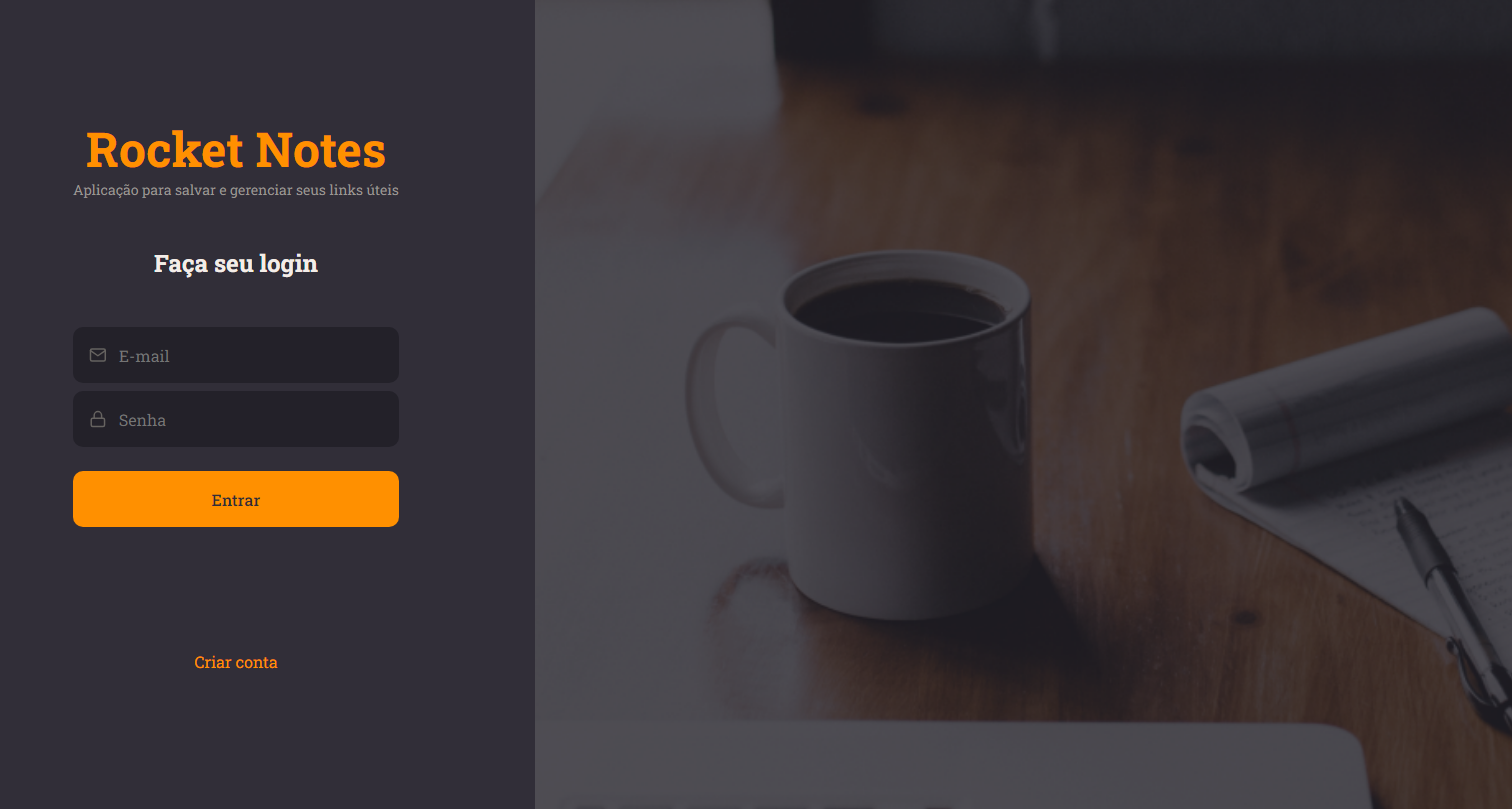 Rocket Notes
Aplicação para salvar e gerenciar seus links úteis
Faça seu login
E-mail
Senha
Entrar
Criar conta